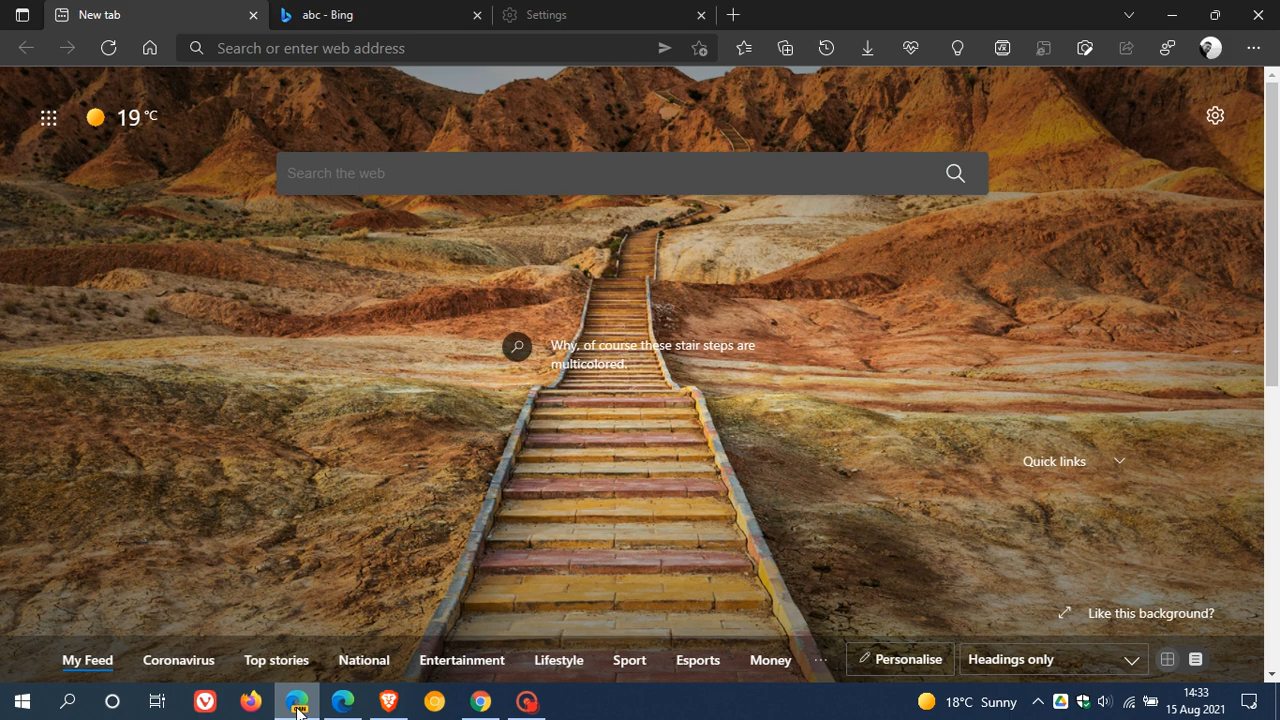 New tab
abc - Bing
Settings
Search or enter web address
19 °C
Search the web
Why, of course these stair steps are
multicolored.
Quick links
Like this background?
My Feed
Coronavirus
Top stories
National
Entertainment
Lifestyle
Sport
Esports
Money
...
Personalise
Headings only
18°C Sunny
14:33
15 Aug 2021